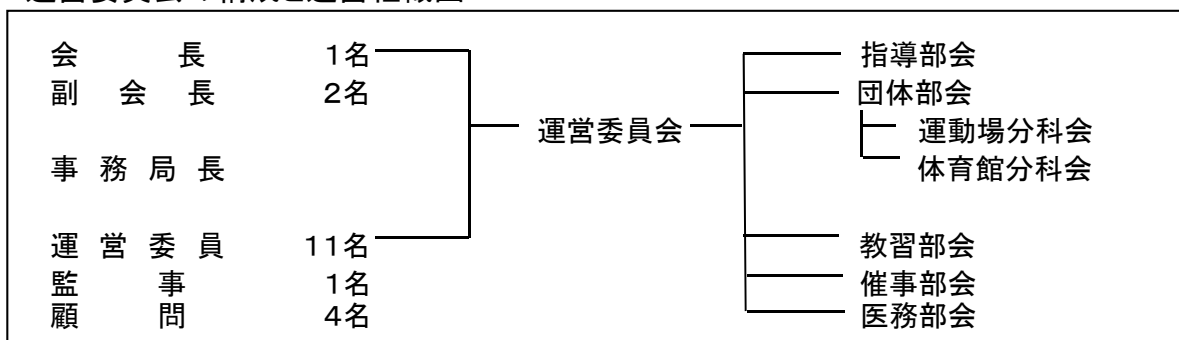 会長 1名
副会長 2名
事務局長
運営委員 11名
監事 1名
顧問 4名
運営委員会
指導部会
団体部会
運動場分科会
体育館分科会
教習部会
催事部会
医務部会